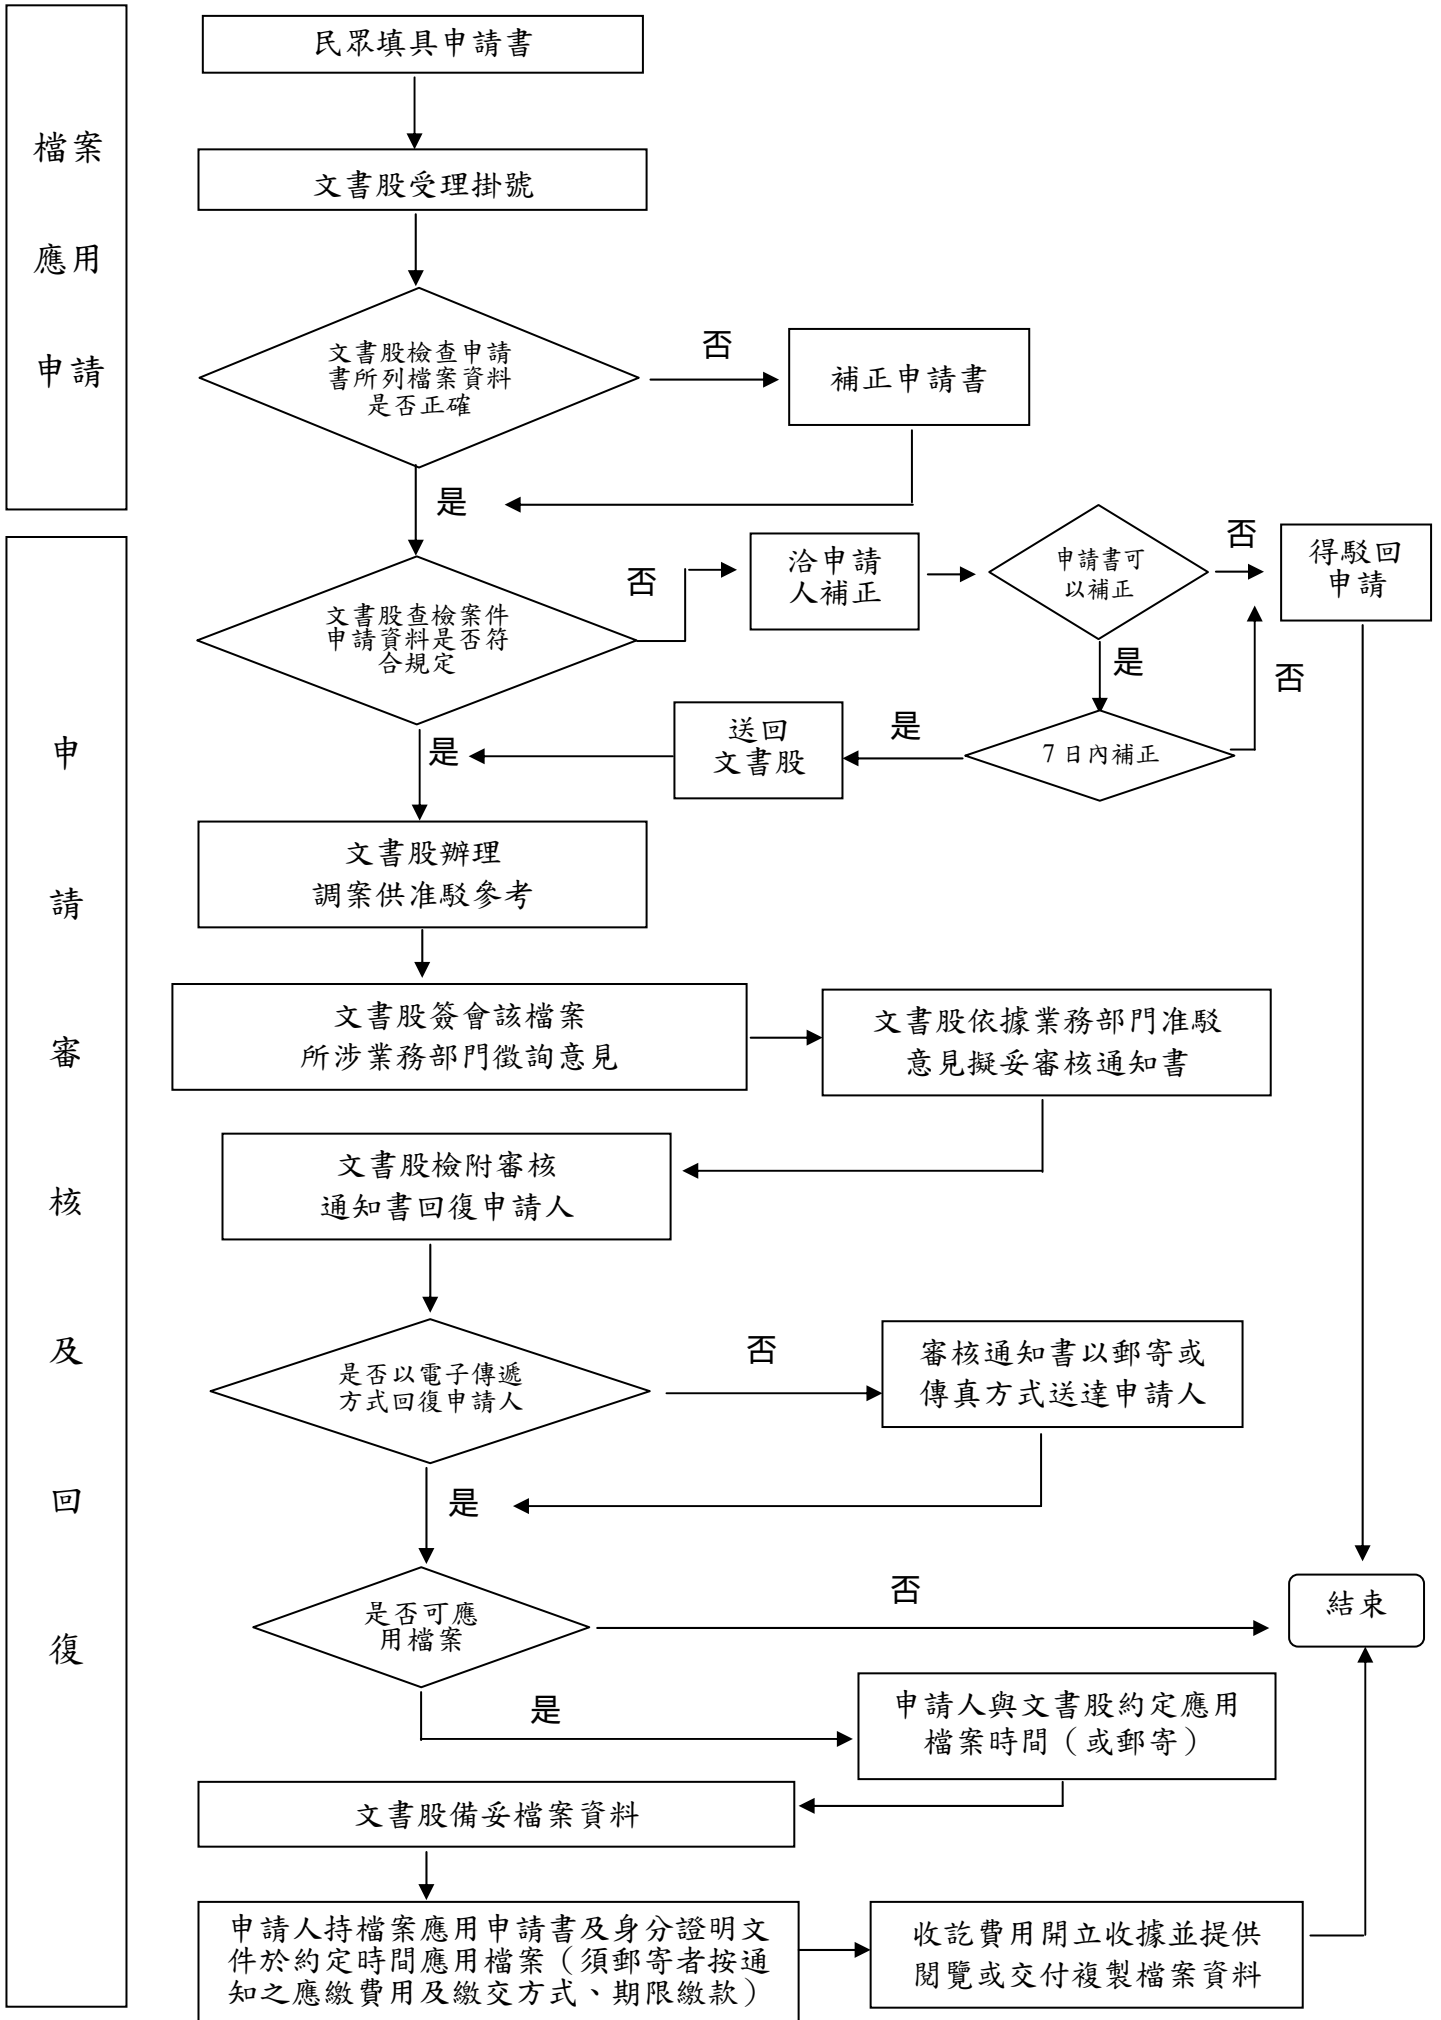 檔案
應用
申請
民眾填具申請書
文書股受理掛號
文書股檢查申請
書所列檔案資料
是否正確
否
補正申請書
是
申
請
審
核
及
回
復
文書股查檢案件
申請資料是否符
合規定
否
洽申請
人補正
申請書可
以補正
否
得駁回
申請
是
否
7 日內補正
是
送回
文書股
是
文書股辦理
調案供准駁參考
文書股簽會該檔案
所涉業務部門徵詢意見
文書股依據業務部門准駁
意見擬妥審核通知書
文書股檢附審核
通知書回復申請人
是否以電子傳遞
方式回復申請人
否
審核通知書以郵寄或
傳真方式送達申請人
是
是否可應
用檔案
否
結束
是
申請人與文書股約定應用
檔案時間（或郵寄）
文書股備妥檔案資料
申請人持檔案應用申請書及身分證明文
件於約定時間應用檔案（須郵寄者按通
知之應繳費用及繳交方式、期限繳款）
收訖費用開立收據並提供
閱覽或交付複製檔案資料